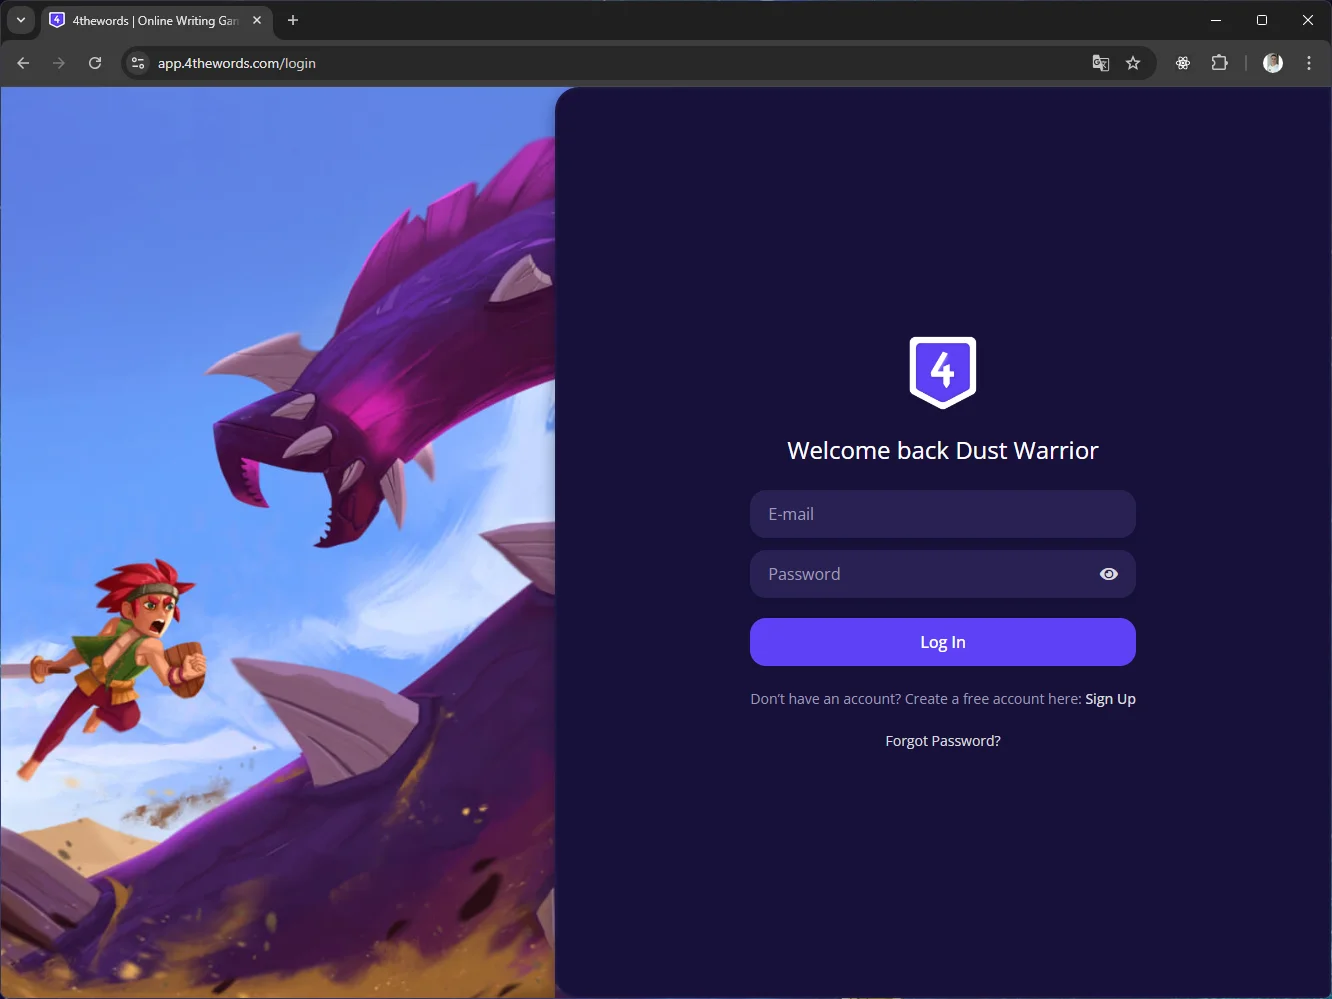 4thewords | Online Writing Gan
app.4thewords.com/login
4
Welcome back Dust Warrior
E-mail
Password
Log In
Don’t have an account? Create a free account here: Sign Up
Forgot Password?